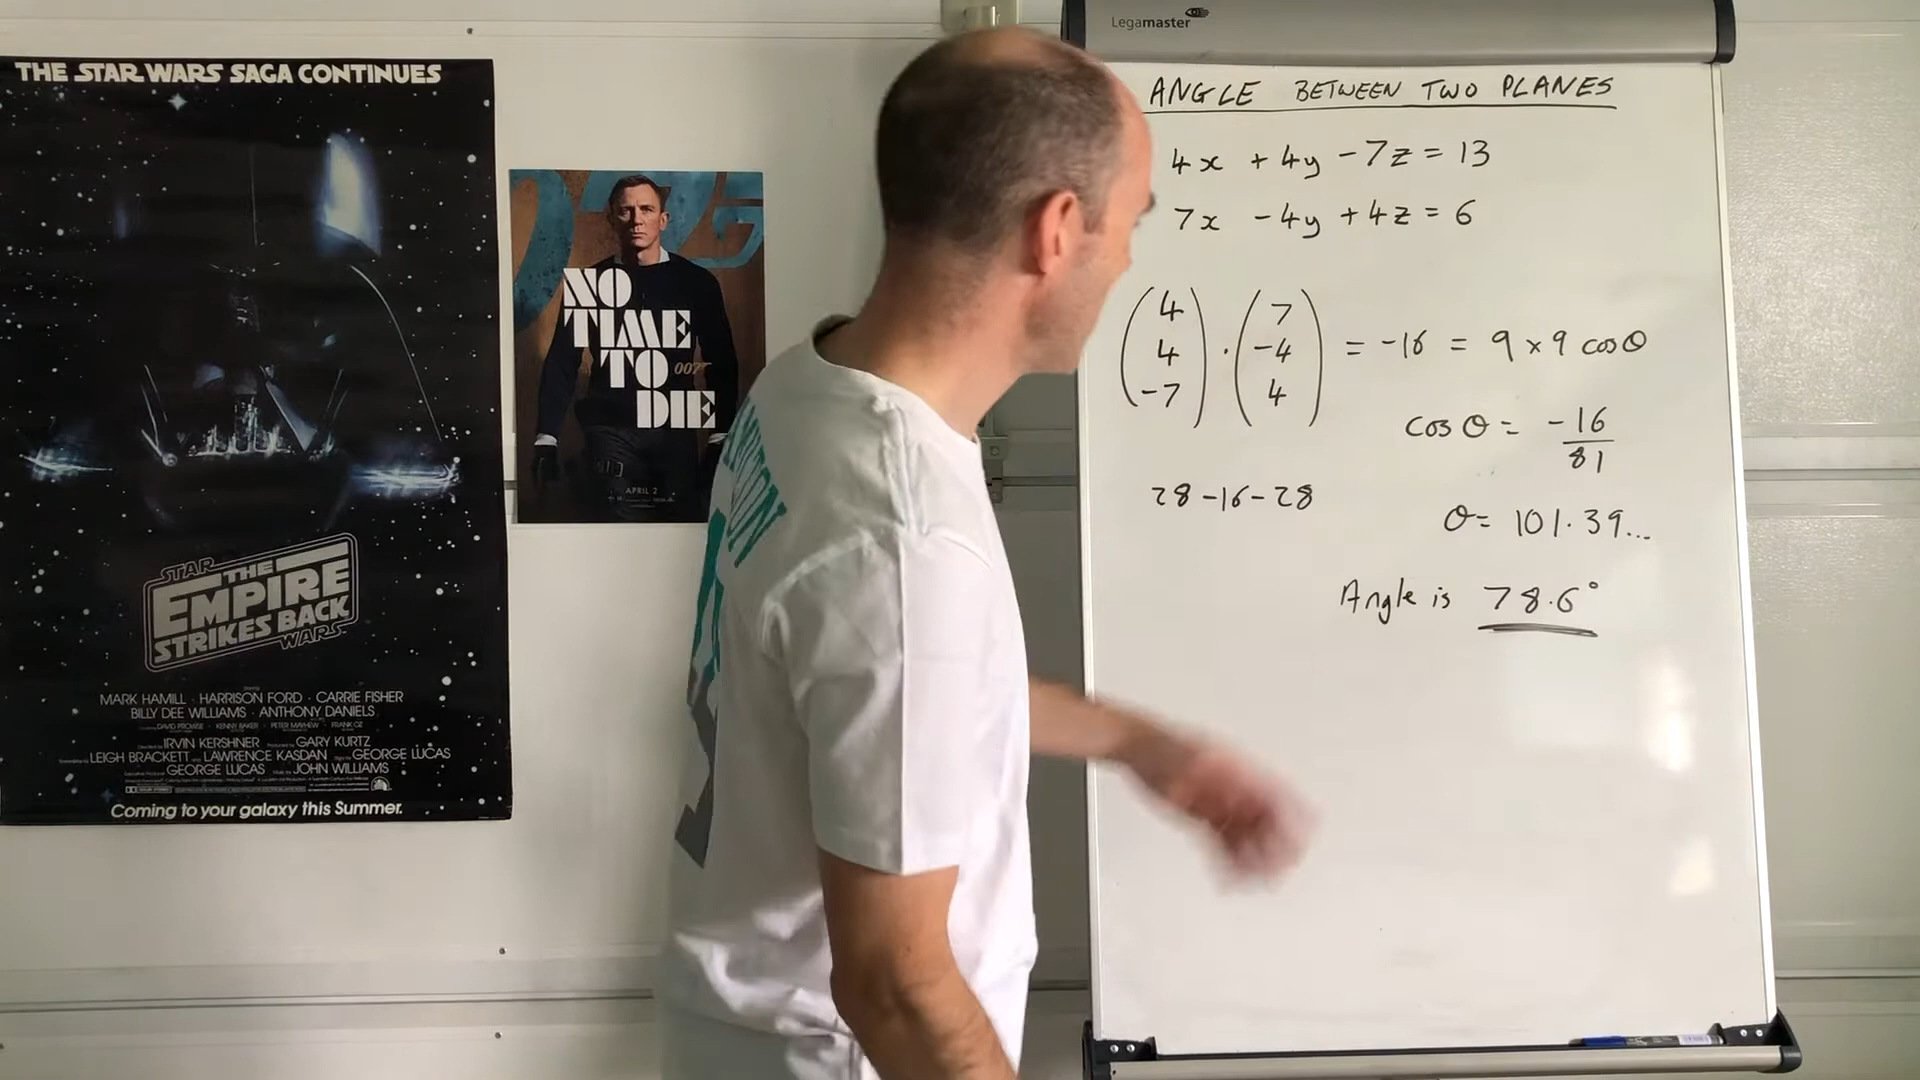 THE STAR WARS SAGA CONTINUES
STAR
THE
EMPIRE
STRIKES BACK
WARS
MARK HAMILL · HARRISON FORD · CARRIE FISHER
BILLY DEE WILLIAMS · ANTHONY DANIELS
IRVIN KERSHNER GARY KURTZ
LEIGH BRACKETT LAWRENCE KASDAN GEORGE LUCAS
GEORGE LUCAS JOHN WILLIAMS
Coming to your galaxy this Summer.
NO
TIME
TO 007
DIE
APRIL 2
Legamaster
ANGLE BETWEEN TWO PLANES
4x + 4y - 7z = 13
7x - 4y + 4z = 6
(4 4 -7) · (7 -4 4) = -16 = 9 × 9 cos θ
cos θ = -16/81
28 - 16 - 28
θ = 101.39...
Angle is 78.6°